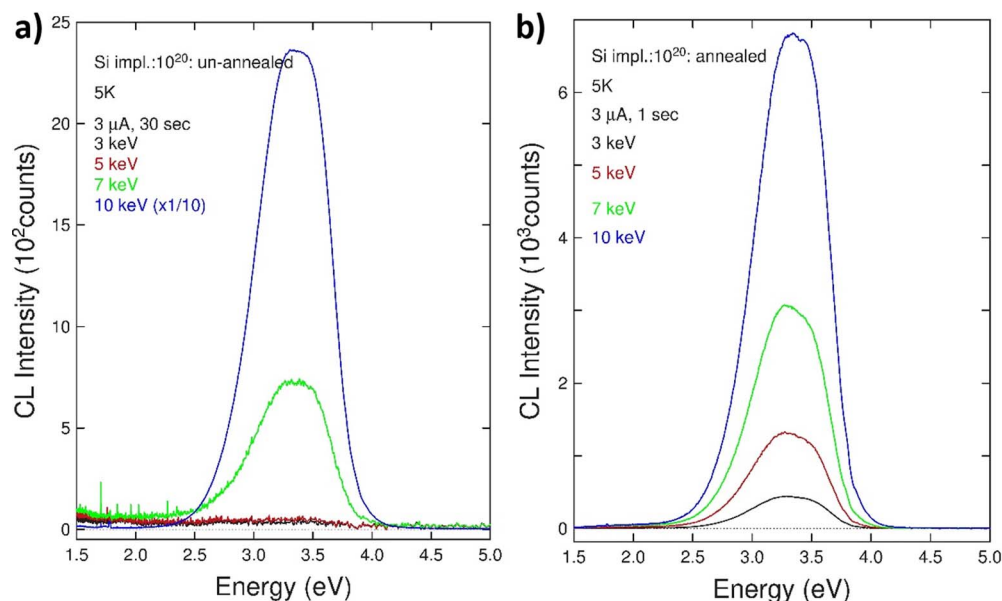 a)
Si impl.:10²⁰: un-annealed
5K
3 μA, 30 sec
3 keV
5 keV
7 keV
10 keV (x1/10)
CL Intensity (10²counts)
25
20
15
10
5
0
1.5 2.0 2.5 3.0 3.5 4.0 4.5 5.0
Energy (eV)
b)
Si impl.:10²⁰: annealed
5K
3 μA, 1 sec
3 keV
5 keV
7 keV
10 keV
CL Intensity (10³counts)
6
4
2
0
1.5 2.0 2.5 3.0 3.5 4.0 4.5 5.0
Energy (eV)